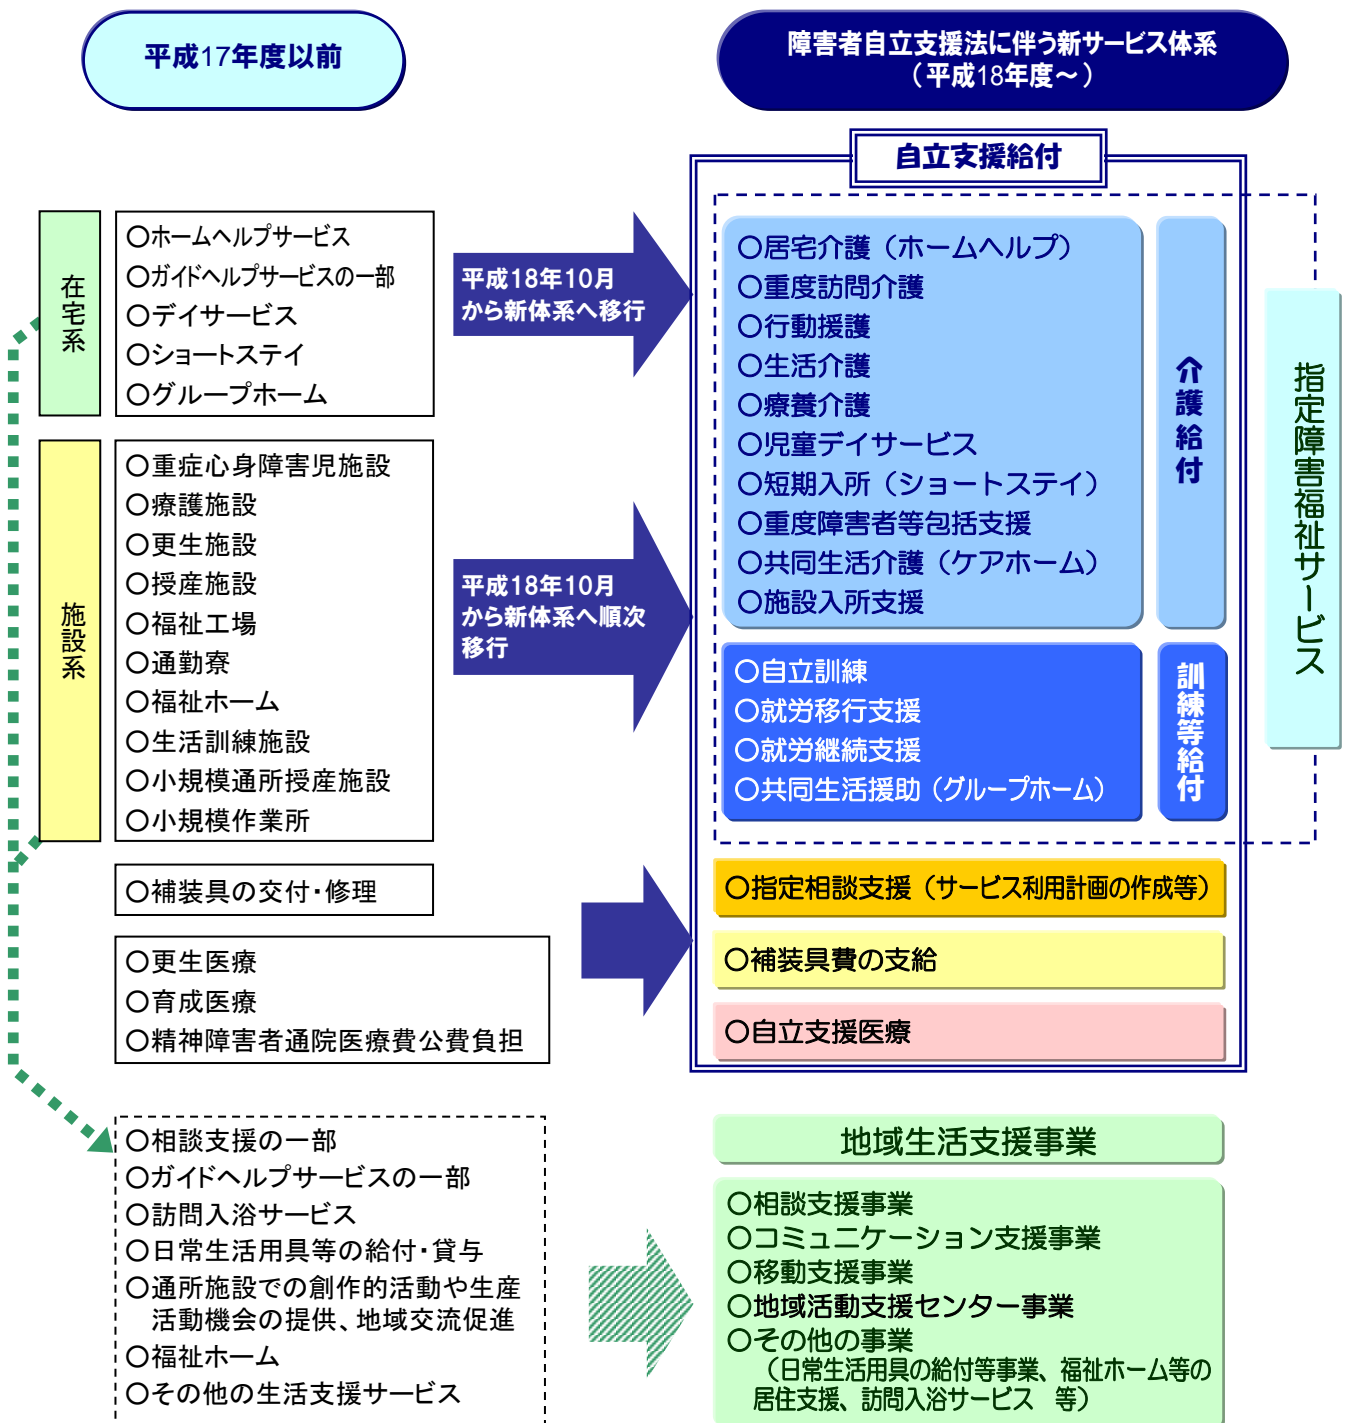 平成17年度以前
障害者自立支援法に伴う新サービス体系
（平成18年度～）
在宅系
○ホームヘルプサービス
○ガイドヘルプサービスの一部
○デイサービス
○ショートステイ
○グループホーム
平成18年10月
から新体系へ移行
施設系
○重症心身障害児施設
○療護施設
○更生施設
○授産施設
○福祉工場
○通勤寮
○福祉ホーム
○生活訓練施設
○小規模通所授産施設
○小規模作業所
平成18年10月
から新体系へ順次
移行
○補装具の交付・修理
○更生医療
○育成医療
○精神障害者通院医療費公費負担
自立支援給付
○居宅介護（ホームヘルプ）
○重度訪問介護
○行動援護
○生活介護
○療養介護
○児童デイサービス
○短期入所（ショートステイ）
○重度障害者等包括支援
○共同生活介護（ケアホーム）
○施設入所支援
介護給付
○自立訓練
○就労移行支援
○就労継続支援
○共同生活援助（グループホーム）
訓練等給付
指定障害福祉サービス
○指定相談支援（サービス利用計画の作成等）
○補装具費の支給
○自立支援医療
○相談支援の一部
○ガイドヘルプサービスの一部
○訪問入浴サービス
○日常生活用具等の給付・貸与
○通所施設での創作的活動や生産
活動機会の提供、地域交流促進
○福祉ホーム
○その他の生活支援サービス
地域生活支援事業
○相談支援事業
○コミュニケーション支援事業
○移動支援事業
○地域活動支援センター事業
○その他の事業
（日常生活用具の給付等事業、福祉ホーム等の
居住支援、訪問入浴サービス　等）